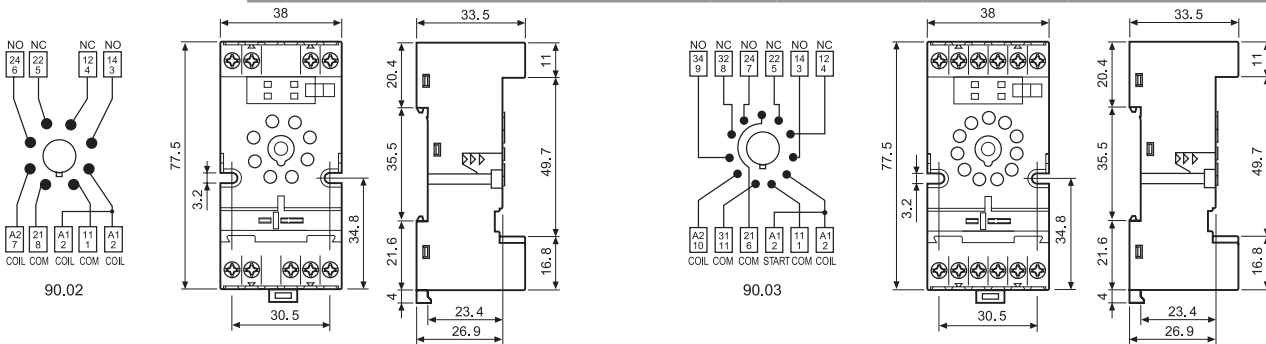 38
33.5
38
33.5
NO NC NC NO
24 22 12 14
6 5 4 3
NO NC NO NC NO NC
34 32 24 22 14 12
9 8 7 5 3 4
20.4
11
20.4
11
77.5
35.5
49.7
77.5
35.5
49.7
3.2
34.8
3.2
34.8
A2 21 A1 11 A1
7 8 2 1 2
COIL COM COIL COM COIL
A2 31 21 A1 11 A1
10 11 6 2 1 2
COIL COM COM START COM COIL
21.6
16.8
21.6
16.8
90.02
90.03
4
4
30.5
23.4
30.5
23.4
26.9
26.9